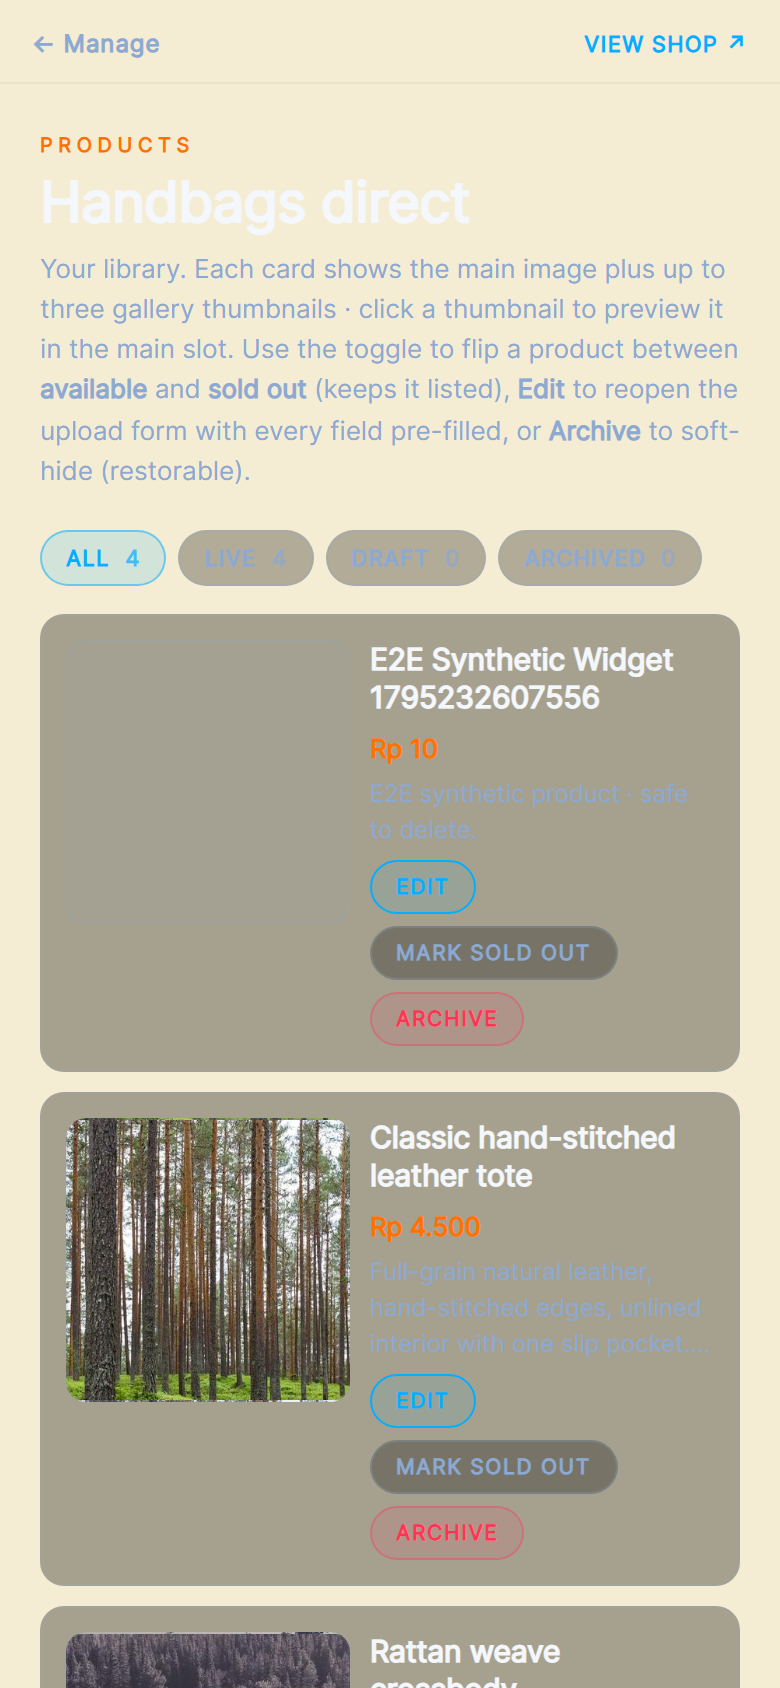 ← Manage
VIEW SHOP ↗
PRODUCTS
Handbags direct
Your library. Each card shows the main image plus up to
three gallery thumbnails · click a thumbnail to preview it
in the main slot. Use the toggle to flip a product between
available and sold out (keeps it listed), Edit to reopen the
upload form with every field pre-filled, or Archive to soft-
hide (restorable).
ALL 4
LIVE 4
DRAFT 0
ARCHIVED 0
E2E Synthetic Widget
1795232607556
Rp 10
E2E synthetic product · safe
to delete.
EDIT
MARK SOLD OUT
ARCHIVE
Classic hand-stitched
leather tote
Rp 4.500
Full-grain natural leather,
hand-stitched edges, unlined
interior with one slip pocket....
EDIT
MARK SOLD OUT
ARCHIVE
Rattan weave
crossbody